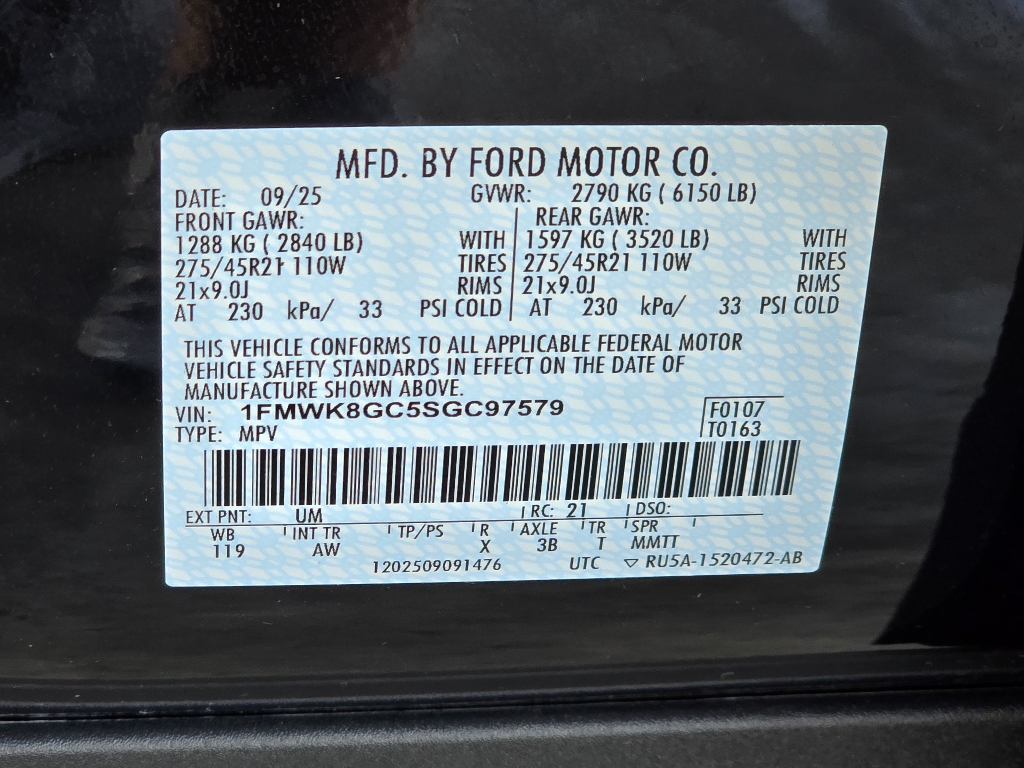 MFD. BY FORD MOTOR CO.
DATE: 09/25 GVWR: 2790 KG ( 6150 LB)
FRONT GAWR: REAR GAWR:
1288 KG ( 2840 LB) WITH 1597 KG ( 3520 LB) WITH
275/45R21 110W TIRES 275/45R21 110W TIRES
21x9.0J RIMS 21x9.0J RIMS
AT 230 kPa/ 33 PSI COLD AT 230 kPa/ 33 PSI COLD
THIS VEHICLE CONFORMS TO ALL APPLICABLE FEDERAL MOTOR
VEHICLE SAFETY STANDARDS IN EFFECT ON THE DATE OF
MANUFACTURE SHOWN ABOVE.
VIN: 1FMWK8GC5SGC97579 F0107
TYPE: MPV T0163
EXT PNT: UM RC: 21 DSO:
WB INT TR TP/PS R AXLE TR SPR
119 AW X 3B T MMTT
1202509091476 UTC ▽ RU5A-1520472-AB